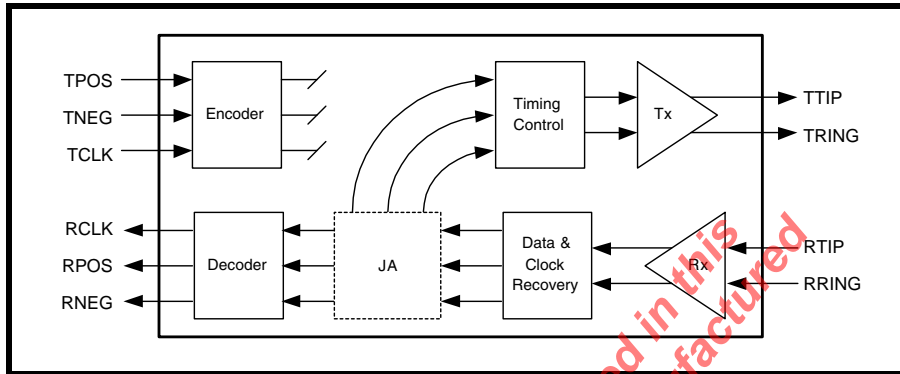 TPOS
TNEG
TCLK
Encoder
Timing
Control
Tx
TTIP
TRING
RCLK
RPOS
RNEG
Decoder
JA
Data &
Clock
Recovery
Rx
RTIP
RRING
in this